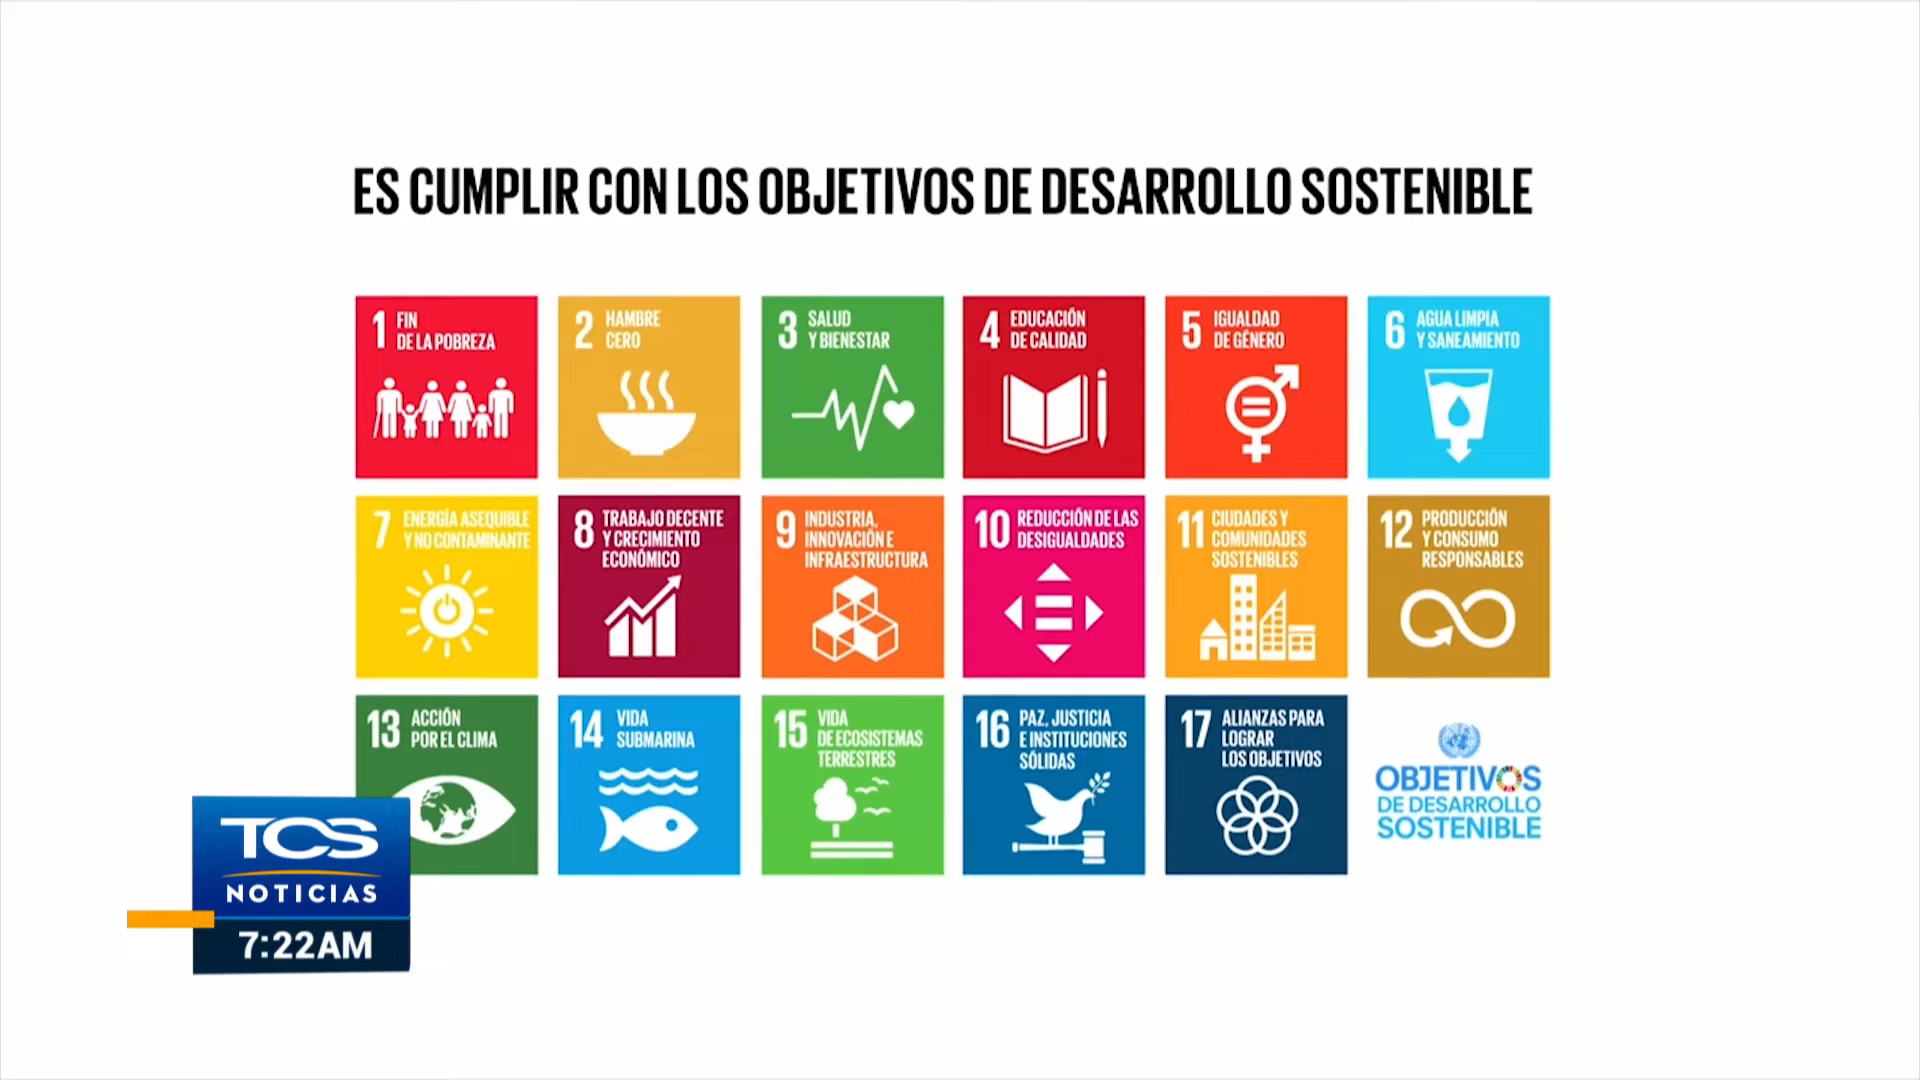 ES CUMPLIR CON LOS OBJETIVOS DE DESARROLLO SOSTENIBLE
1 FIN
DE LA POBREZA
2 HAMBRE
CERO
3 SALUD
Y BIENESTAR
4 EDUCACIÓN
DE CALIDAD
5 IGUALDAD
DE GÉNERO
6 AGUA LIMPIA
Y SANEAMIENTO
7 ENERGÍA ASEQUIBLE
Y NO CONTAMINANTE
8 TRABAJO DECENTE
Y CRECIMIENTO
ECONÓMICO
9 INDUSTRIA,
INNOVACIÓN E
INFRAESTRUCTURA
10 REDUCCIÓN DE LAS
DESIGUALDADES
11 CIUDADES Y
COMUNIDADES
SOSTENIBLES
12 PRODUCCIÓN
Y CONSUMO
RESPONSABLES
13 ACCIÓN
POR EL CLIMA
14 VIDA
SUBMARINA
15 VIDA
DE ECOSISTEMAS
TERRESTRES
16 PAZ, JUSTICIA
E INSTITUCIONES
SÓLIDAS
17 ALIANZAS PARA
LOGRAR
LOS OBJETIVOS
OBJETIVOS
DE DESARROLLO
SOSTENIBLE
TCS
NOTICIAS
7:22AM